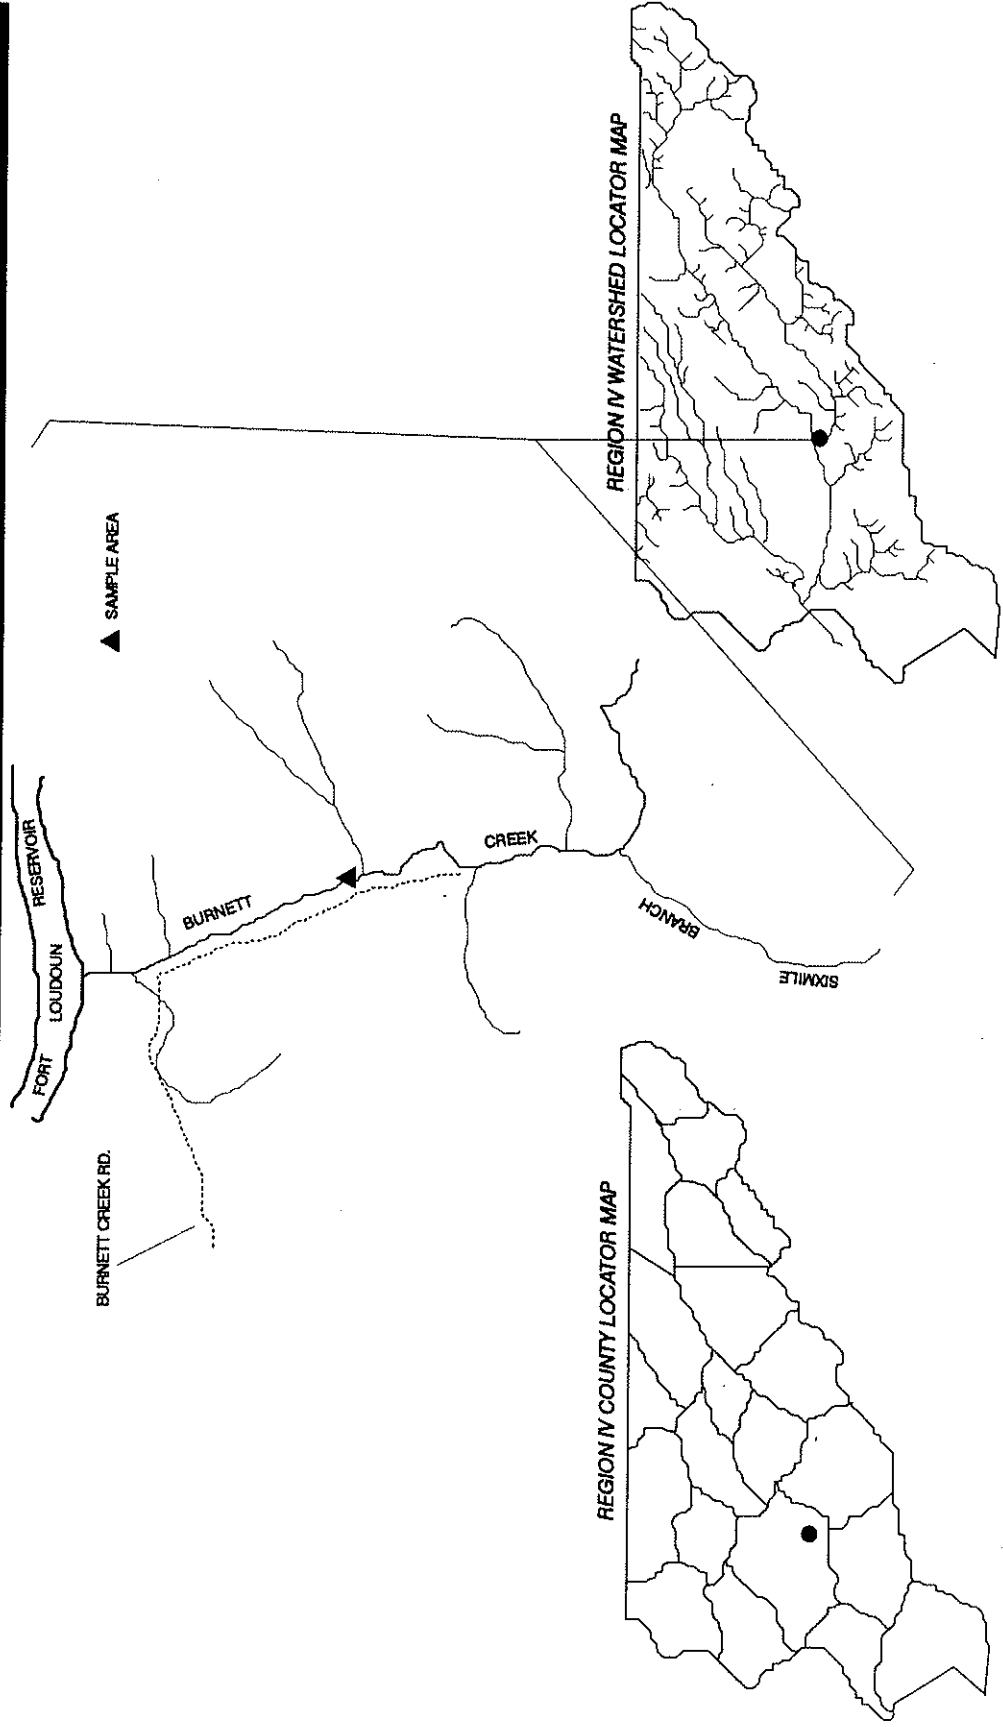 FORT LOUDOUN RESERVOIR
BURNETT CREEK RD.
BURNETT CREEK
SAMPLE AREA
SIXMILE BRANCH
REGION IV COUNTY LOCATOR MAP
REGION IV WATERSHED LOCATOR MAP